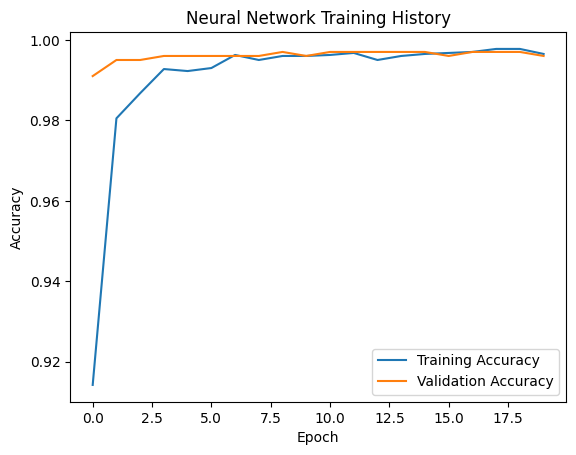 Neural Network Training History
1.00
0.98
0.96
0.94
0.92
Accuracy
0.0 2.5 5.0 7.5 10.0 12.5 15.0 17.5
Epoch
Training Accuracy
Validation Accuracy